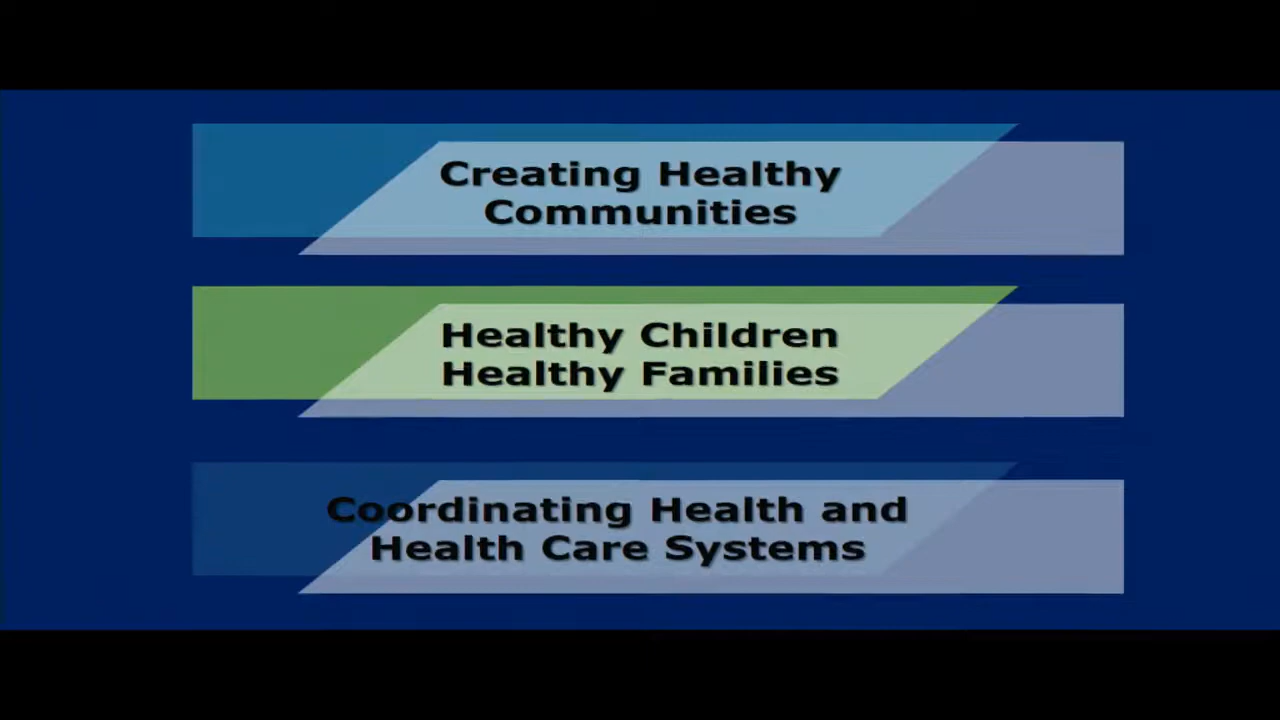 Creating Healthy
Communities
Healthy Children
Healthy Families
Coordinating Health and
Health Care Systems